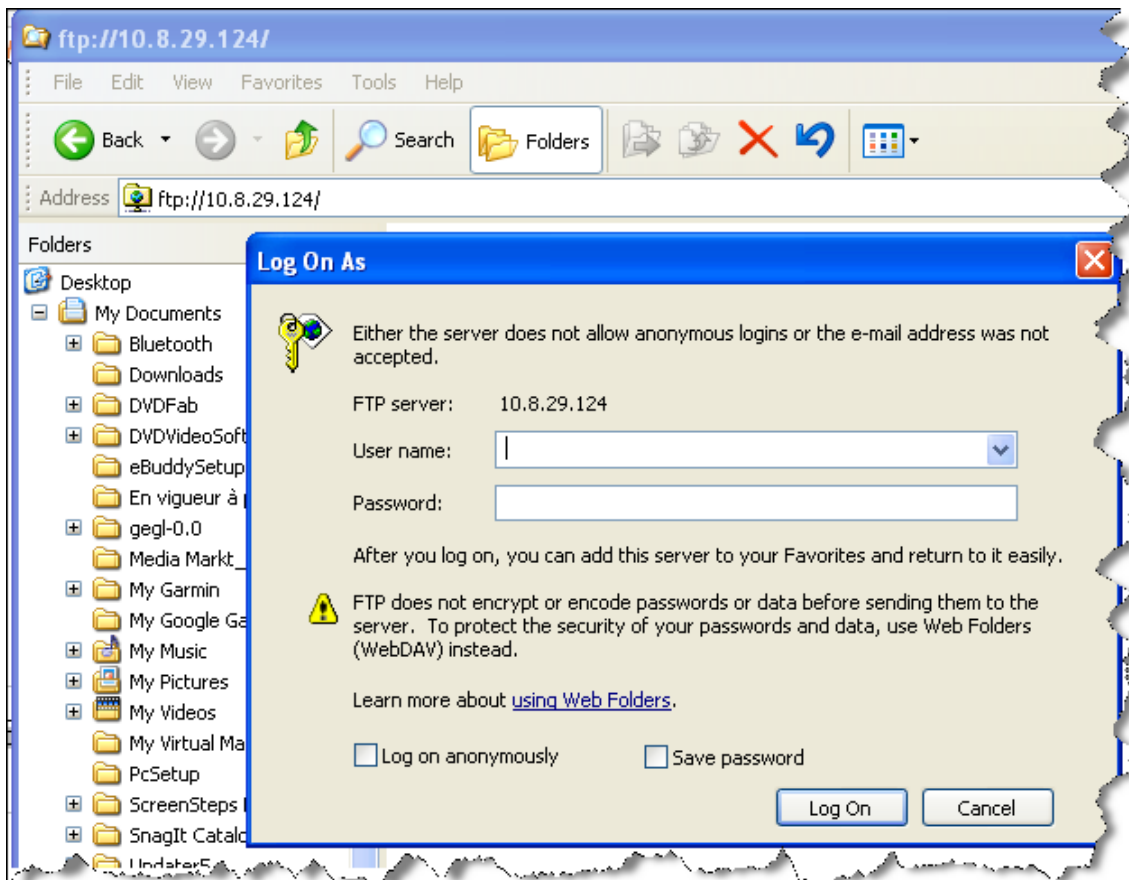 ftp://10.8.29.124/
File Edit View Favorites Tools Help
Back Search Folders
Address ftp://10.8.29.124/
Folders
Desktop
My Documents
Bluetooth
Downloads
DVDFab
DVDVideoSoft
eBuddySetup
En vigueur à
gegl-0.0
Media Markt_
My Garmin
My Google Ga
My Music
My Pictures
My Videos
My Virtual Ma
PcSetup
ScreenSteps
SnagIt Catalo
Log On As
Either the server does not allow anonymous logins or the e-mail address was not
accepted.
FTP server: 10.8.29.124
User name:
Password:
After you log on, you can add this server to your Favorites and return to it easily.
FTP does not encrypt or encode passwords or data before sending them to the
server. To protect the security of your passwords and data, use Web Folders
(WebDAV) instead.
Learn more about using Web Folders.
Log on anonymously Save password
Log On Cancel